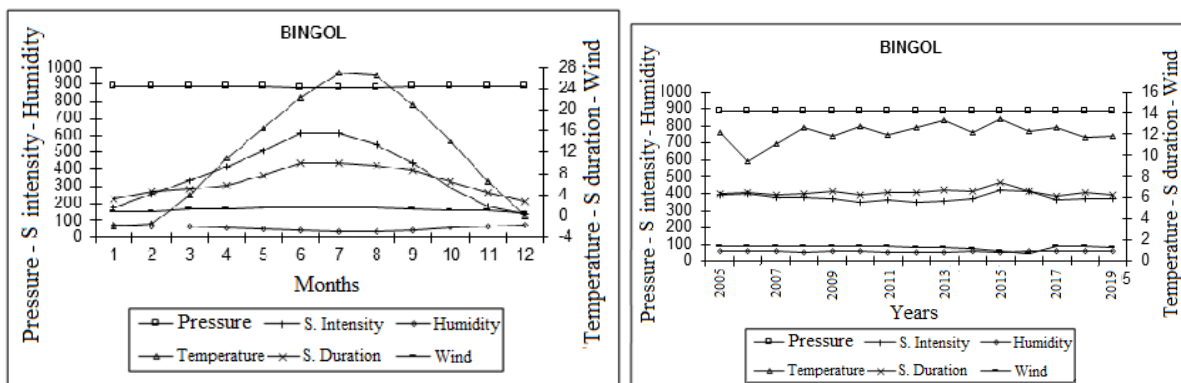 BINGOL
Pressure - S intensity - Humidity
1000
900
800
700
600
500
400
300
200
100
0
28
24
20
16
12
8
4
0
-4
Temperature - S duration - Wind
1 2 3 4 5 6 7 8 9 10 11 12
Months
Pressure S. Intensity Humidity
Temperature S. Duration Wind
BINGOL
Pressure - S intensity - Humidity
1000
900
800
700
600
500
400
300
200
100
0
16
14
12
10
8
6
4
2
0
5
Temperature - S duration - Wind
2005 2007 2009 2011 2013 2015 2017 2019
Years
Pressure S. Intensity Humidity
Temperature S. Duration Wind